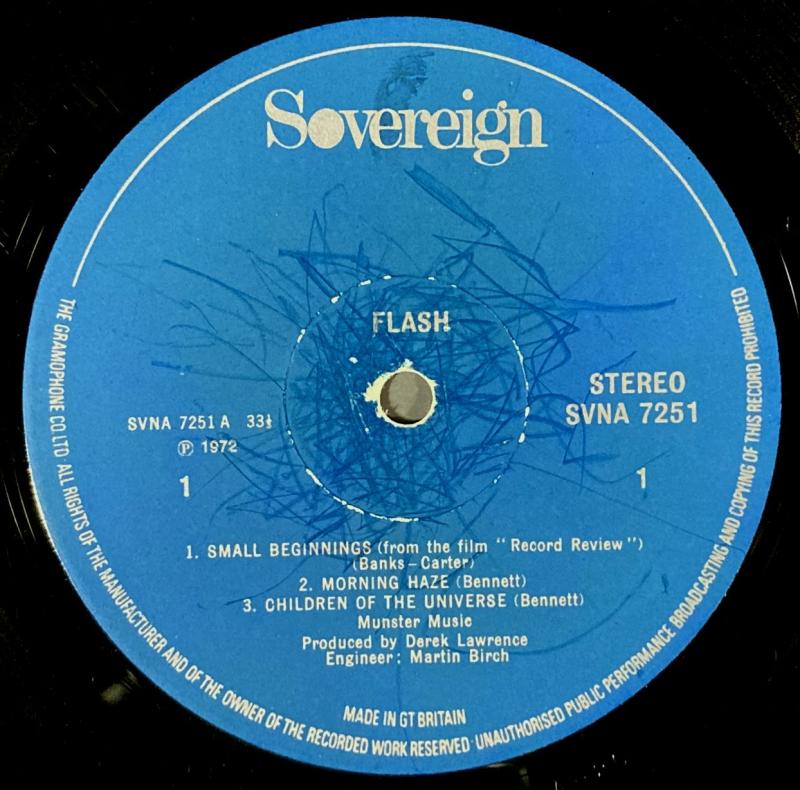 Sovereign
FLASH
STEREO
SVNA 7251
SVNA 7251 A 33⅓
Ⓟ 1972
1
1
1. SMALL BEGINNINGS (from the film "Record Review")
(Banks-Carter)
2. MORNING HAZE (Bennett)
3. CHILDREN OF THE UNIVERSE (Bennett)
Munster Music
Produced by Derek Lawrence
Engineer: Martin Birch
MADE IN GT BRITAIN
THE GRAMOPHONE CO.LTD ALL RIGHTS OF THE MANUFACTURER AND OF THE OWNER OF THE RECORDED WORK RESERVED · UNAUTHORISED PUBLIC PERFORMANCE BROADCASTING AND COPYING OF THIS RECORD PROHIBITED